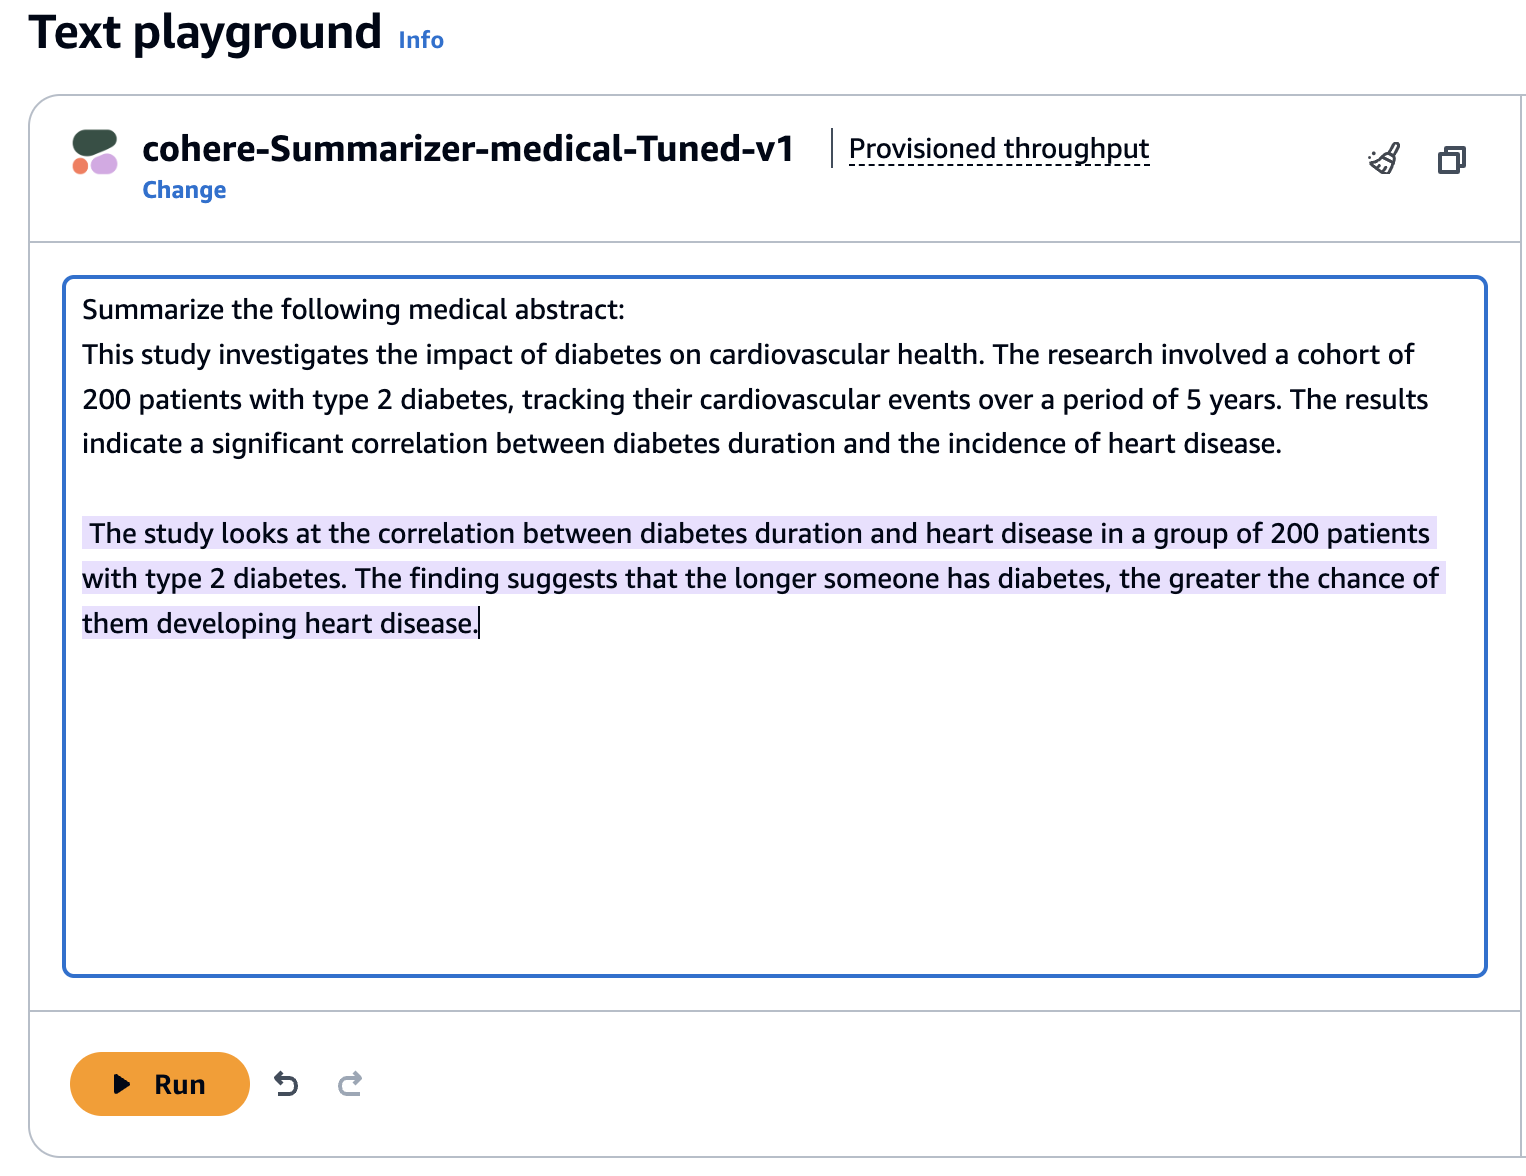 Text playground Info
cohere-Summarizer-medical-Tuned-v1 Provisioned throughput
Change
Summarize the following medical abstract:
This study investigates the impact of diabetes on cardiovascular health. The research involved a cohort of
200 patients with type 2 diabetes, tracking their cardiovascular events over a period of 5 years. The results
indicate a significant correlation between diabetes duration and the incidence of heart disease.
The study looks at the correlation between diabetes duration and heart disease in a group of 200 patients
with type 2 diabetes. The finding suggests that the longer someone has diabetes, the greater the chance of
them developing heart disease.
Run